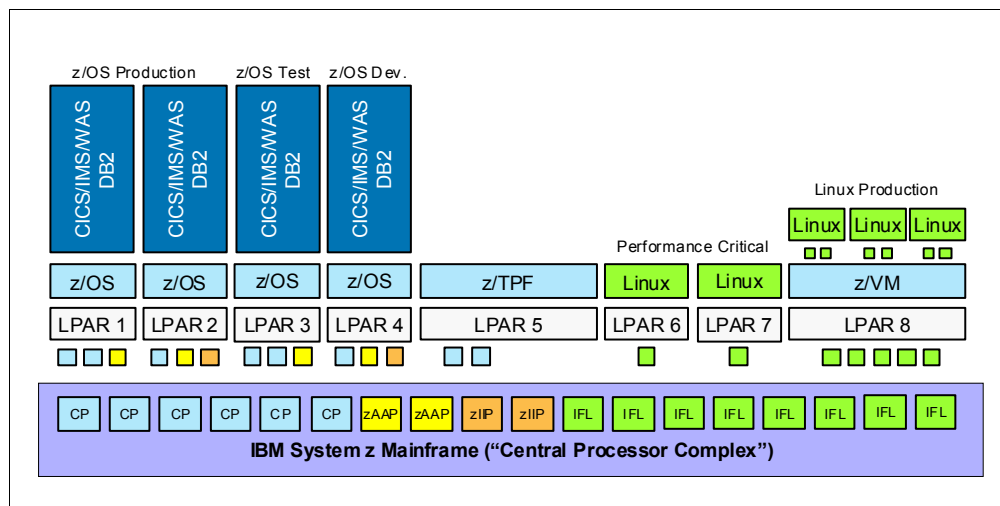 z/OS Production
z/OS Test
z/OS Dev.
CICS/IMS/WAS
DB2
CICS/IMS/WAS
DB2
CICS/IMS/WAS
DB2
CICS/IMS/WAS
DB2
Linux Production
Linux
Linux
Linux
Performance Critical
z/OS
z/OS
z/OS
z/OS
z/TPF
Linux
Linux
z/VM
LPAR 1
LPAR 2
LPAR 3
LPAR 4
LPAR 5
LPAR 6
LPAR 7
LPAR 8
CP
CP
CP
CP
CP
CP
zAAP
zAAP
zIIP
zIIP
IFL
IFL
IFL
IFL
IFL
IFL
IFL
IFL
IBM System z Mainframe (“Central Processor Complex”)